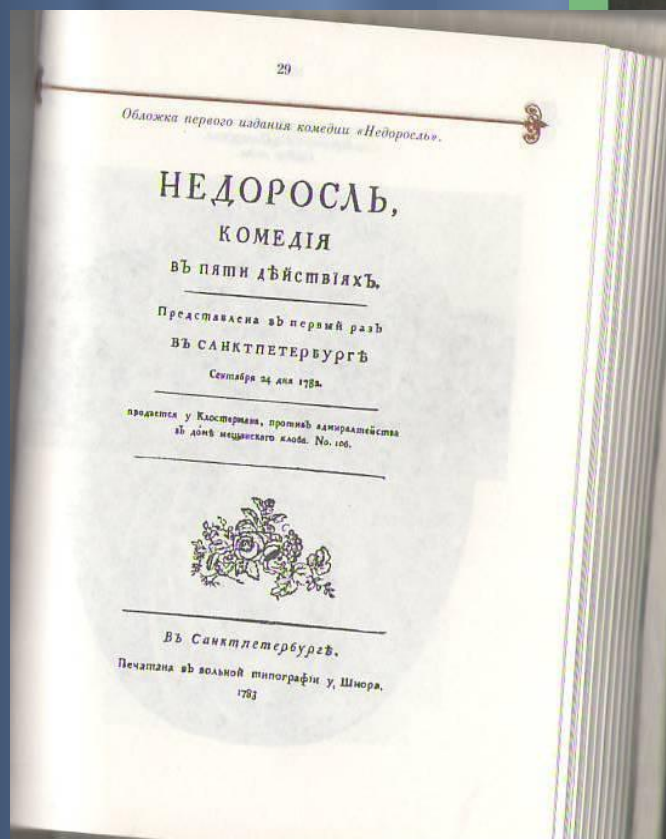 29
Обложка первого издания комедии «Недоросль».
НЕДОРОСЛЬ,
КОМЕДІЯ
въ пяти дѣйствіяхъ.
Представлена въ первый разъ
ВЪ САНКТПЕТЕРБУРГѢ
Сентября 24 дня 1782.
продается у Клостермана, противъ адмиралтейства
въ домѣ мещанскаго клоба. No. 106.
Въ Санктпетербургѣ,
Печатана въ вольной типографіи у, Шнора,
1783